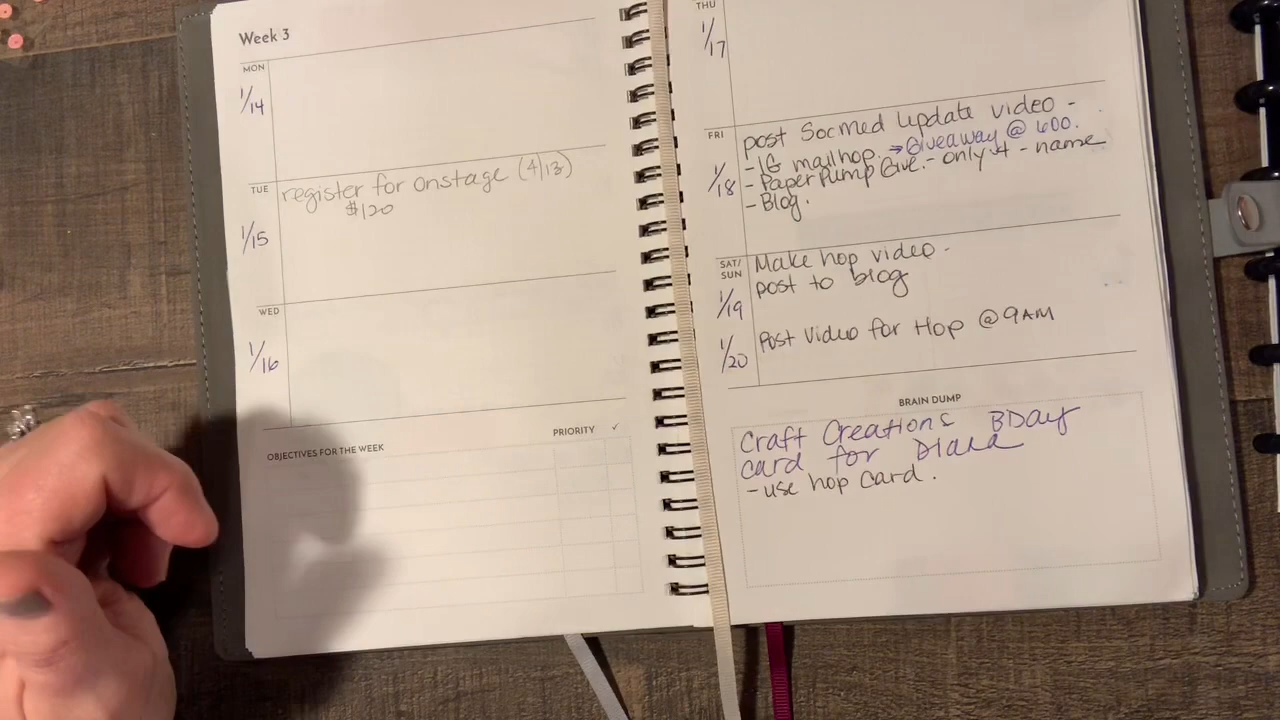 Week 3
MON
1/14
TUE
register for onstage (4/13)
$120
1/15
WED
1/16
OBJECTIVES FOR THE WEEK
PRIORITY ✓
THU
1/17
FRI
post Socmed update video -
- IG mailhop. → Giveaway @ 600.
- PaperPump Give. - only 4 - name
- Blog.
1/18
SAT/
SUN
Make hop video -
post to blog
1/19
Post video for Hop @ 9AM
1/20
BRAIN DUMP
Craft Creations BDay
card for Diana
- use hop card.